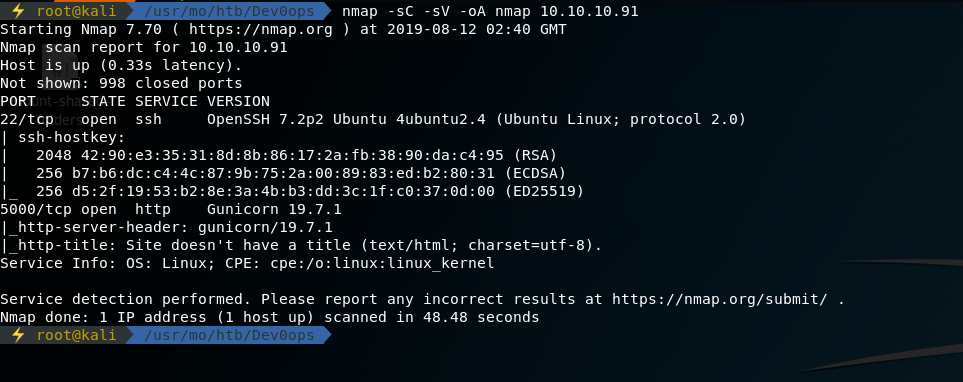 ⚡ root@kali /usr/mo/htb/Dev0ops nmap -sC -sV -oA nmap 10.10.10.91
Starting Nmap 7.70 ( https://nmap.org ) at 2019-08-12 02:40 GMT
Nmap scan report for 10.10.10.91
Host is up (0.33s latency).
Not shown: 998 closed ports
PORT     STATE SERVICE VERSION
22/tcp   open  ssh     OpenSSH 7.2p2 Ubuntu 4ubuntu2.4 (Ubuntu Linux; protocol 2.0)
| ssh-hostkey:
|   2048 42:90:e3:35:31:8d:8b:86:17:2a:fb:38:90:da:c4:95 (RSA)
|   256 b7:b6:dc:c4:4c:87:9b:75:2a:00:89:83:ed:b2:80:31 (ECDSA)
|_  256 d5:2f:19:53:b2:8e:3a:4b:b3:dd:3c:1f:c0:37:0d:00 (ED25519)
5000/tcp open  http    Gunicorn 19.7.1
|_http-server-header: gunicorn/19.7.1
|_http-title: Site doesn't have a title (text/html; charset=utf-8).
Service Info: OS: Linux; CPE: cpe:/o:linux:linux_kernel

Service detection performed. Please report any incorrect results at https://nmap.org/submit/ .
Nmap done: 1 IP address (1 host up) scanned in 48.48 seconds
⚡ root@kali /usr/mo/htb/Dev0ops